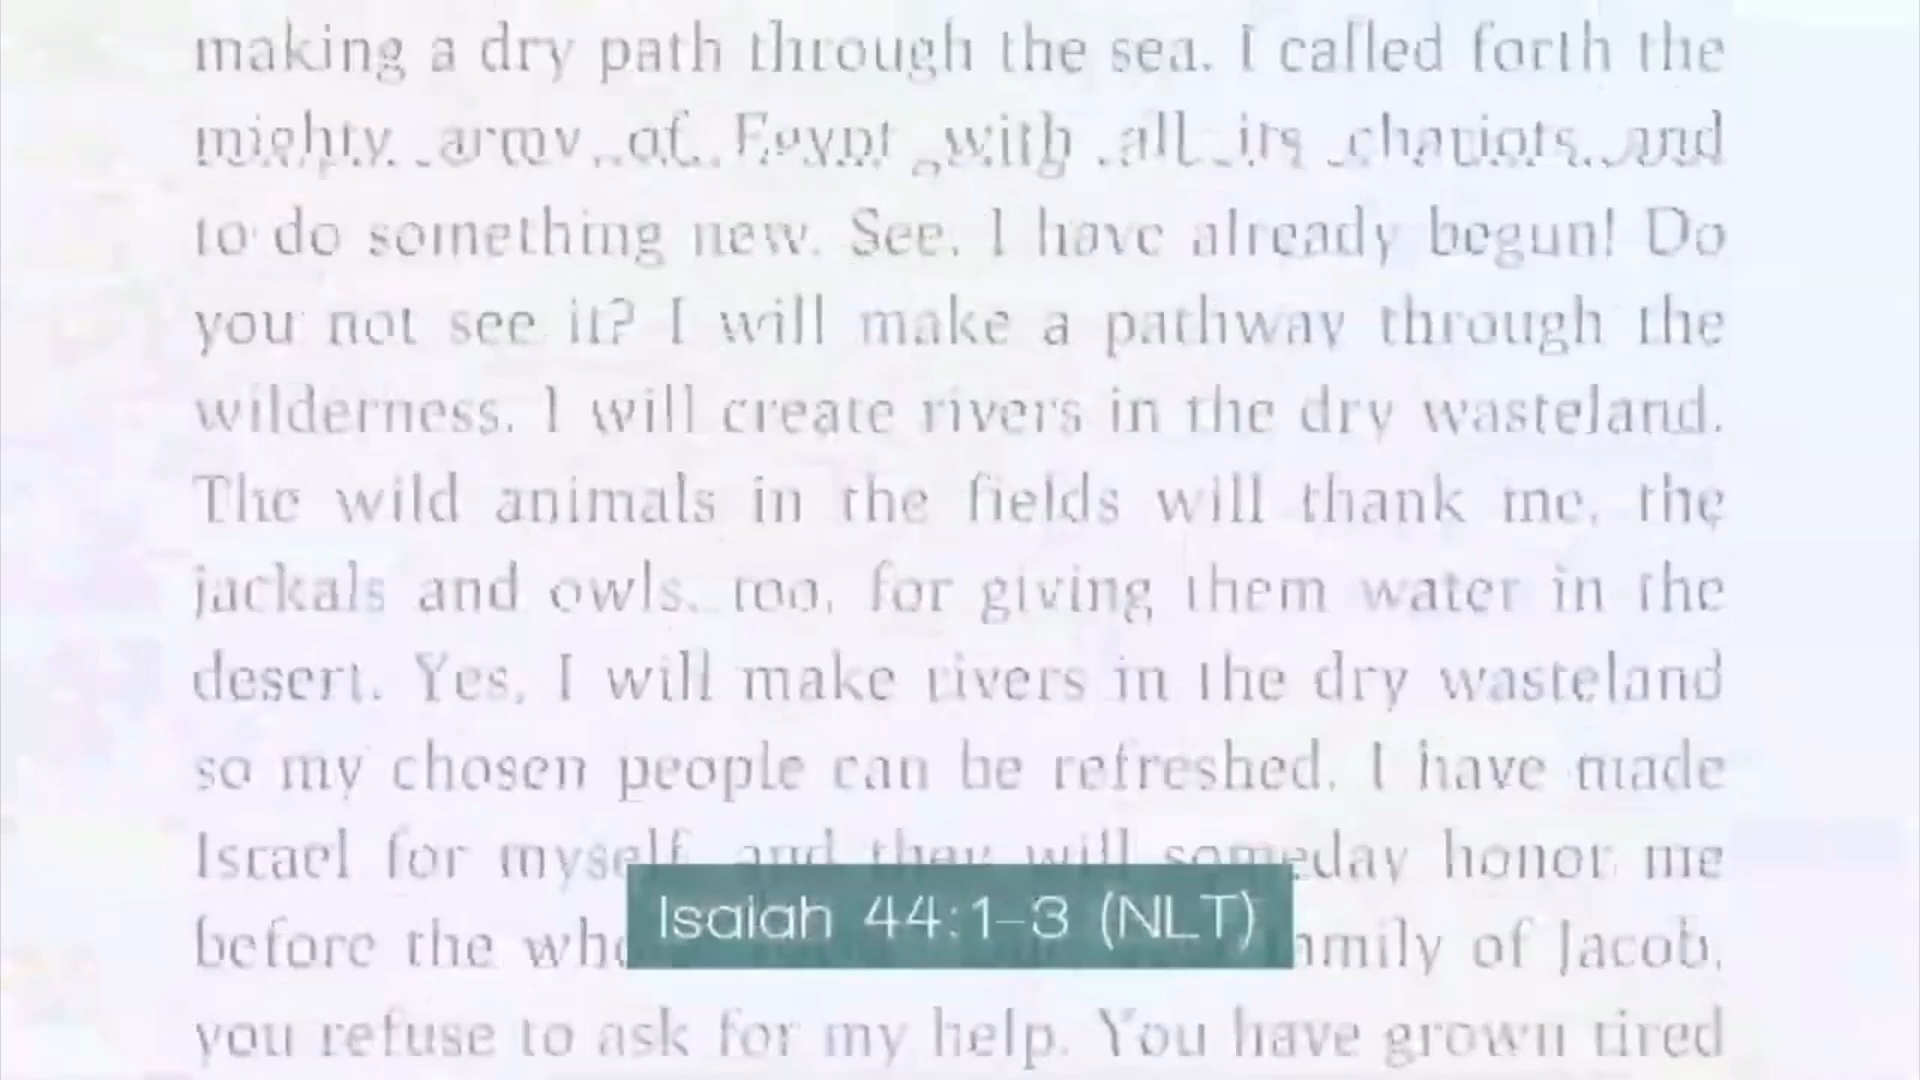 making a dry path through the sea. I called forth the
mighty army of Egypt with all its chariots and
to do something new. See, I have already begun! Do
you not see it? I will make a pathway through the
wilderness. I will create rivers in the dry wasteland.
The wild animals in the fields will thank me, the
jackals and owls, too, for giving them water in the
desert. Yes, I will make rivers in the dry wasteland
so my chosen people can be refreshed. I have made
Israel for myself, and they will someday honor me
before the family of Jacob,
Isaiah 44:1–3 (NLT)
you refuse to ask for my help. You have grown tired